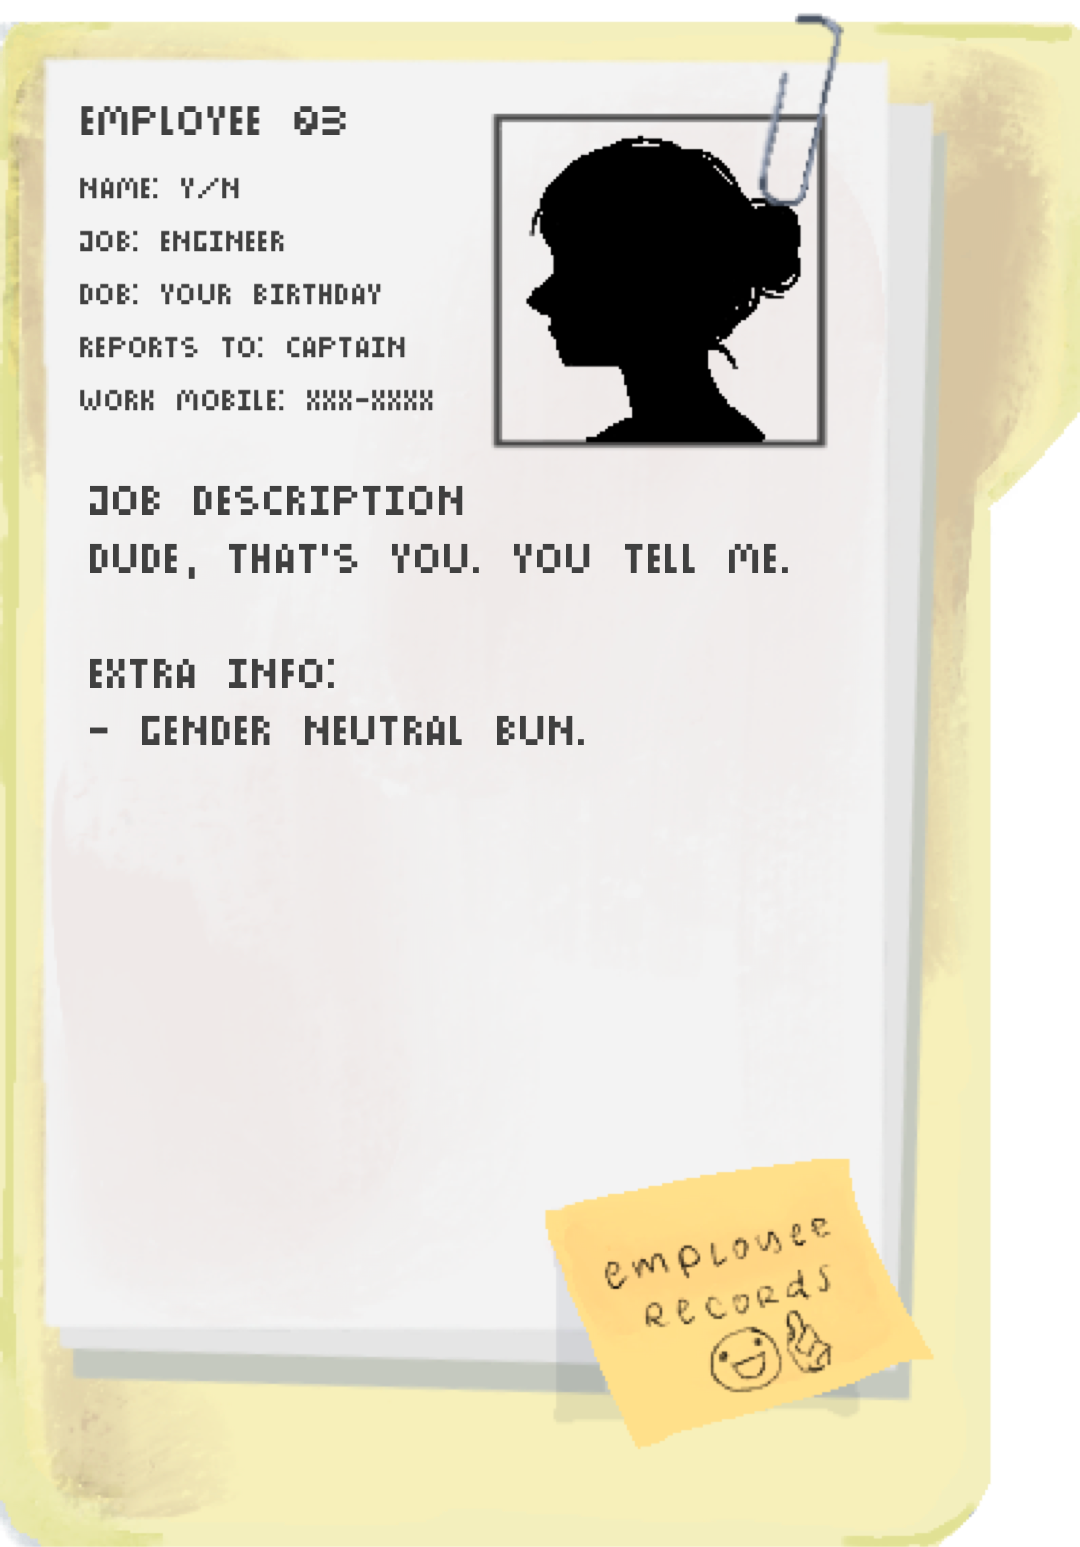 EMPLOYEE 03
NAME: Y/N
JOB: ENGINEER
DOB: YOUR BIRTHDAY
REPORTS TO: CAPTAIN
WORK MOBILE: XXX-XXXX
JOB DESCRIPTION
DUDE, THAT'S YOU. YOU TELL ME.
EXTRA INFO:
- GENDER NEUTRAL BUN.
employee
RECORds